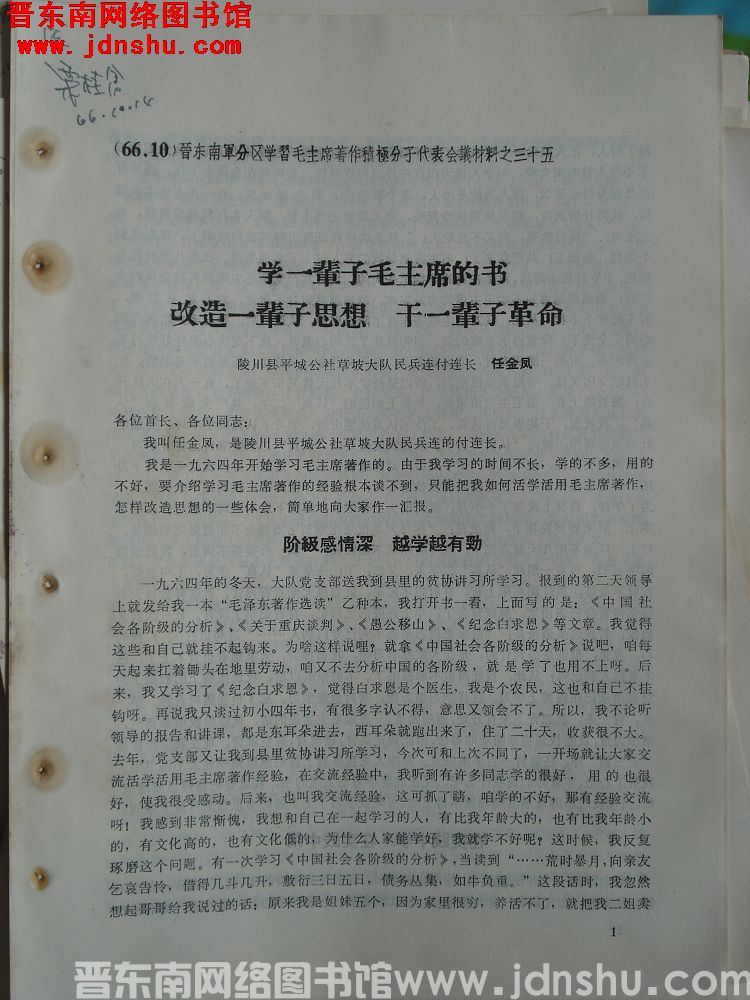 晋东南网络图书馆
www.jdnshu.com
66.10.14
(66.10)晋东南軍分区学習毛主席著作積極分子代表会議材料之三十五
学一輩子毛主席的书
改造一輩子思想 干一輩子革命
陵川县平城公社草坡大队民兵连付连长 任金凤
各位首长、各位同志：
我叫任金凤，是陵川县平城公社草坡大队民兵连的付连长。
我是一九六四年开始学习毛主席著作的。由于我学习的时间不长，学的不多，用的
不好，要介绍学习毛主席著作的经验根本谈不到，只能把我如何活学活用毛主席著作，
怎样改造思想的一些体会，简单地向大家作一汇报。
阶級感情深 越学越有勁
一九六四年的冬天，大队党支部送我到县里的贫协讲习所学习。报到的第二天领导
上就发给我一本“毛泽东著作选读”乙种本，我打开书一看，上面写的是：《中国社
会各阶级的分析》、《关于重庆谈判》、《愚公移山》、《纪念白求恩》等文章。我觉得
这些和自己就挂不起钩来。为啥这样说哩？就拿《中国社会各阶级的分析》说吧，咱每
天起来扛着锄头在地里劳动，咱又不去分析中国的各阶级，就是学了也用不上呀。后
来，我又学习了《纪念白求恩》，觉得白求恩是个医生，我是个农民，这也和自己不挂
钩呀。再说我只读过初小四年书，有很多字认不得，意思又领会不了。所以，我不论听
领导的报告和讲课，都是东耳朵进去，西耳朵就跑出来了，住了二十天，收获很不大。
去年，党支部又让我到县里贫协讲习所学习，今次可和上次不同了，一开场就让大家交
流活学活用毛主席著作经验，在交流经验中，我听到有许多同志学的很好，用的也很
好，使我很受感动。后来，也叫我交流经验，这可抓了瞎，咱学的不好，那有经验交流
呀！我感到非常惭愧，我想和自己在一起学习的人，有比我年龄大的，也有比我年龄小
的，有文化高的，也有文化低的，为什么人家能学好，我就学不好呢？这时候，我反复
琢磨这个问题。有一次学习《中国社会各阶级的分析》，当读到“……荒时暴月，向亲友
乞哀告怜，借得几斗几升，敷衍三日五日，债务丛集，如牛负重。”这段话时，我忽然
想起哥哥给我说过的话：原来我是姐妹五个，因为家里很穷，养活不了，就把我二姐卖
1
晋东南网络图书馆www.jdnshu.com